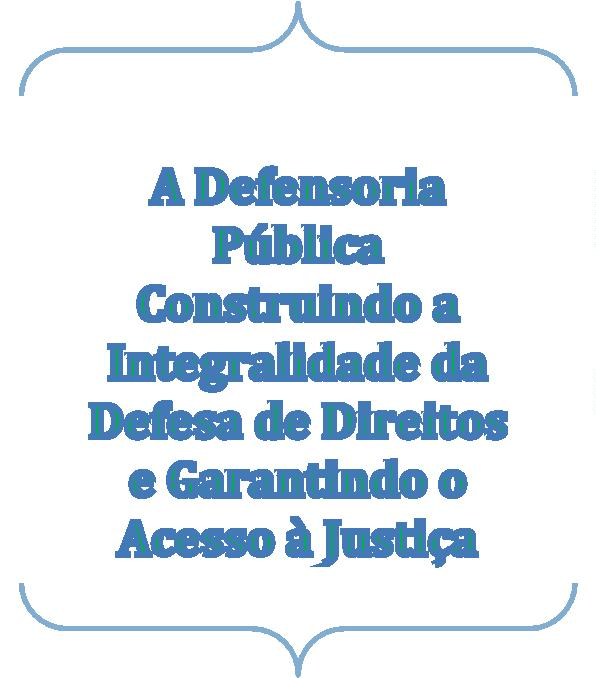 A Defensoria
Pública
Construindo a
Integralidade da
Defesa de Direitos
e Garantindo o
Acesso à Justiça